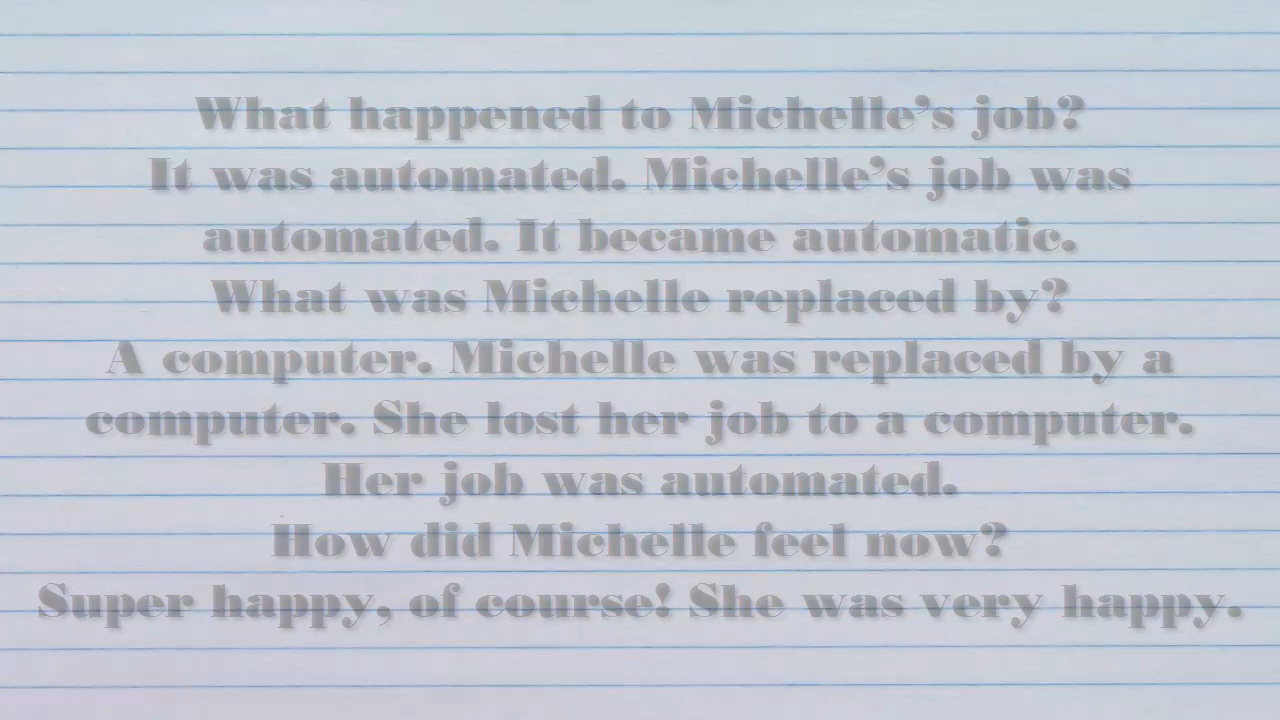 What happened to Michelle’s job?
It was automated. Michelle’s job was
automated. It became automatic.
What was Michelle replaced by?
A computer. Michelle was replaced by a
computer. She lost her job to a computer.
Her job was automated.
How did Michelle feel now?
Super happy, of course! She was very happy.